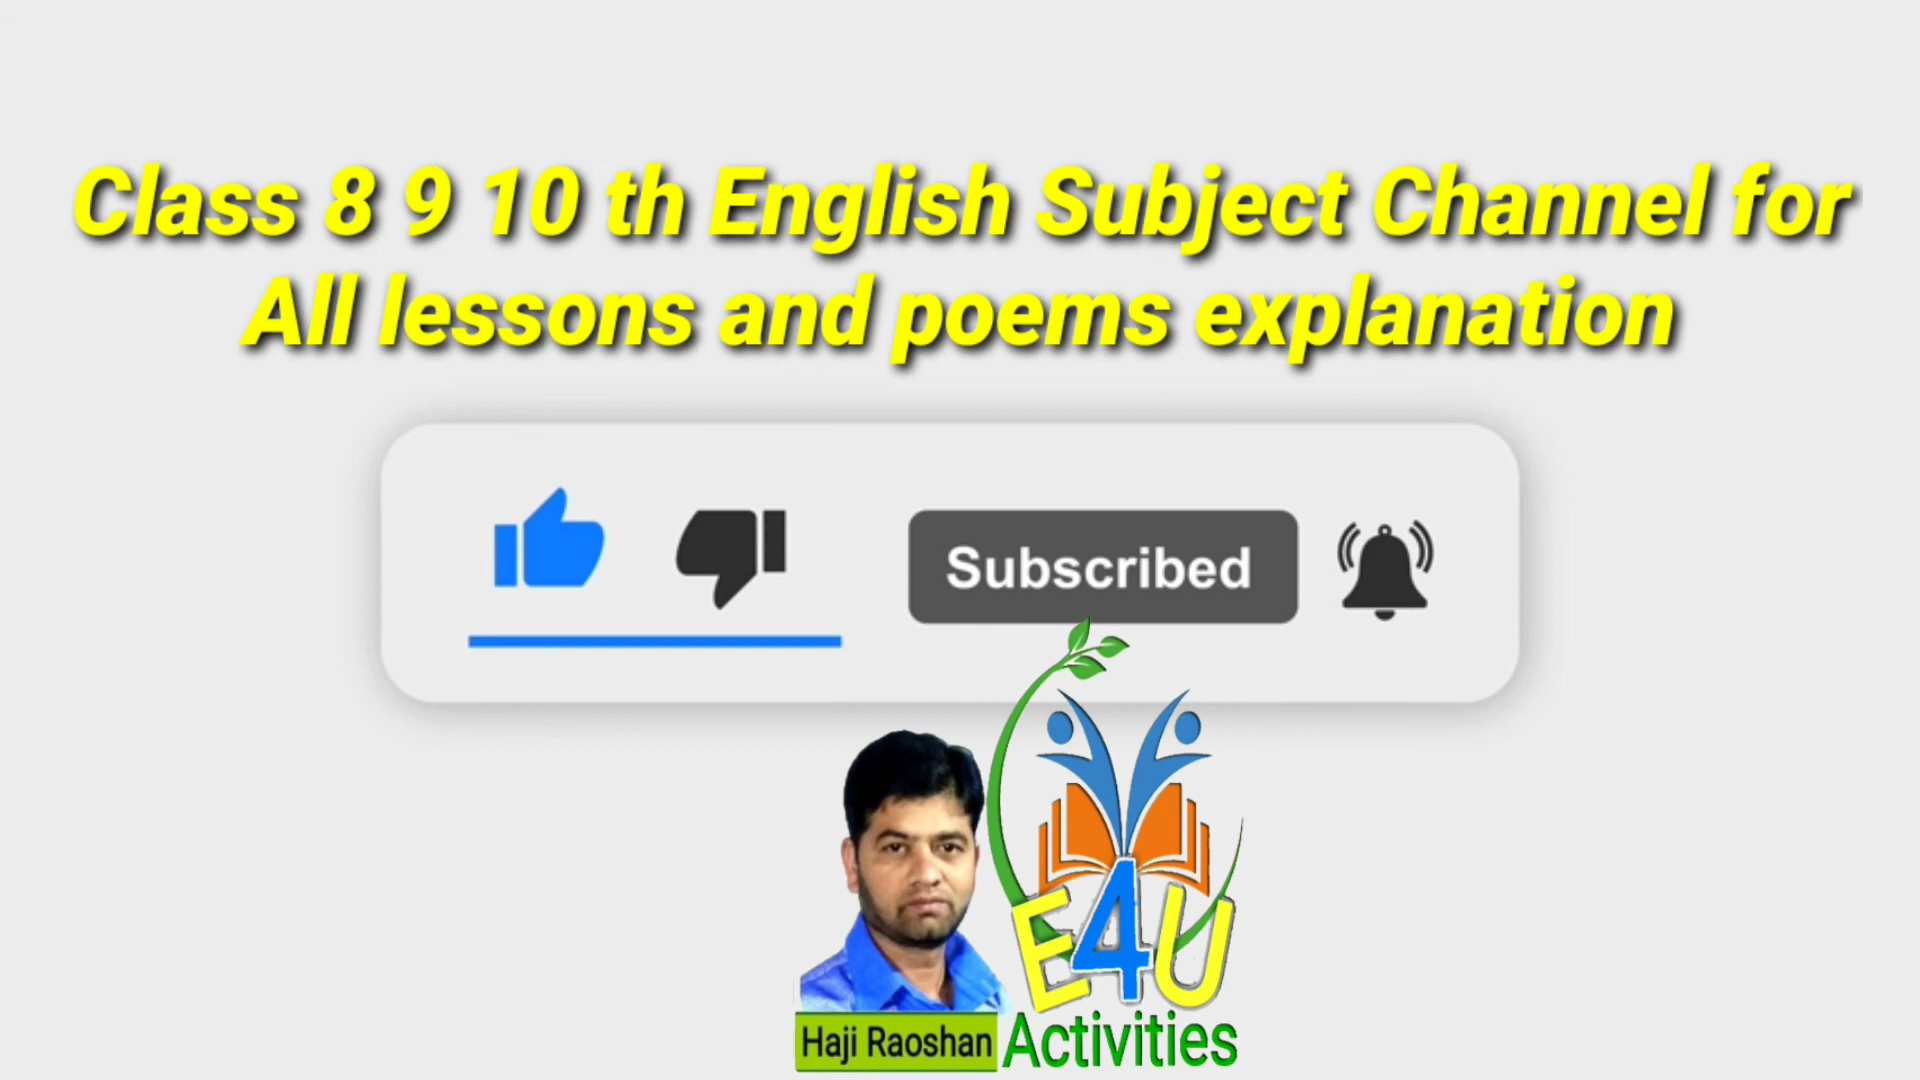 Class 8 9 10 th English Subject Channel for
All lessons and poems explanation
Subscribed
E4U
Haji Raoshan
Activities